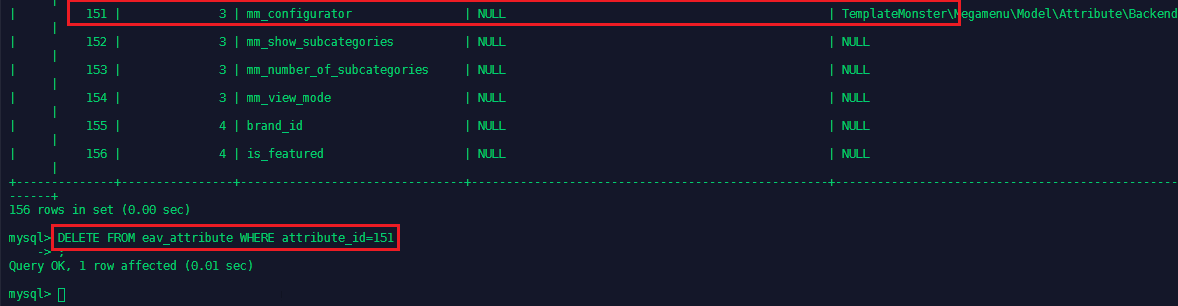 |          151 |              3 | mm_configurator                | NULL                                              | TemplateMonster\Megamenu\Model\Attribute\Backend
      |
|          152 |              3 | mm_show_subcategories          | NULL                                              | NULL
      |
|          153 |              3 | mm_number_of_subcategories     | NULL                                              | NULL
      |
|          154 |              3 | mm_view_mode                   | NULL                                              | NULL
      |
|          155 |              4 | brand_id                       | NULL                                              | NULL
      |
|          156 |              4 | is_featured                    | NULL                                              | NULL
      |
+--------------+----------------+--------------------------------+---------------------------------------------------+-------------------------------------------------
------+
156 rows in set (0.00 sec)
mysql> DELETE FROM eav_attribute WHERE attribute_id=151
    -> ;
Query OK, 1 row affected (0.01 sec)
mysql>